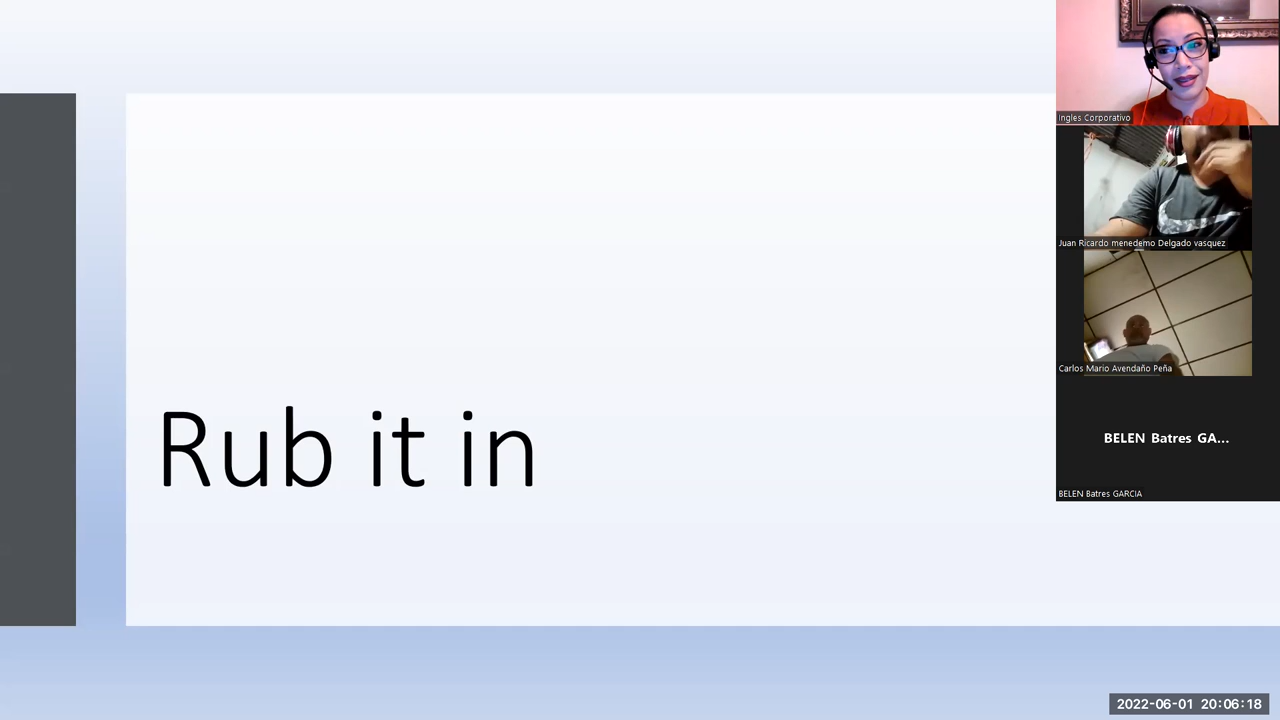 Rub it in
Ingles Corporativo
Juan Ricardo menedemo Delgado vasquez
Carlos Mario Avendaño Peña
BELEN Batres GA...
BELEN Batres GARCIA
2022-06-01 20:06:18